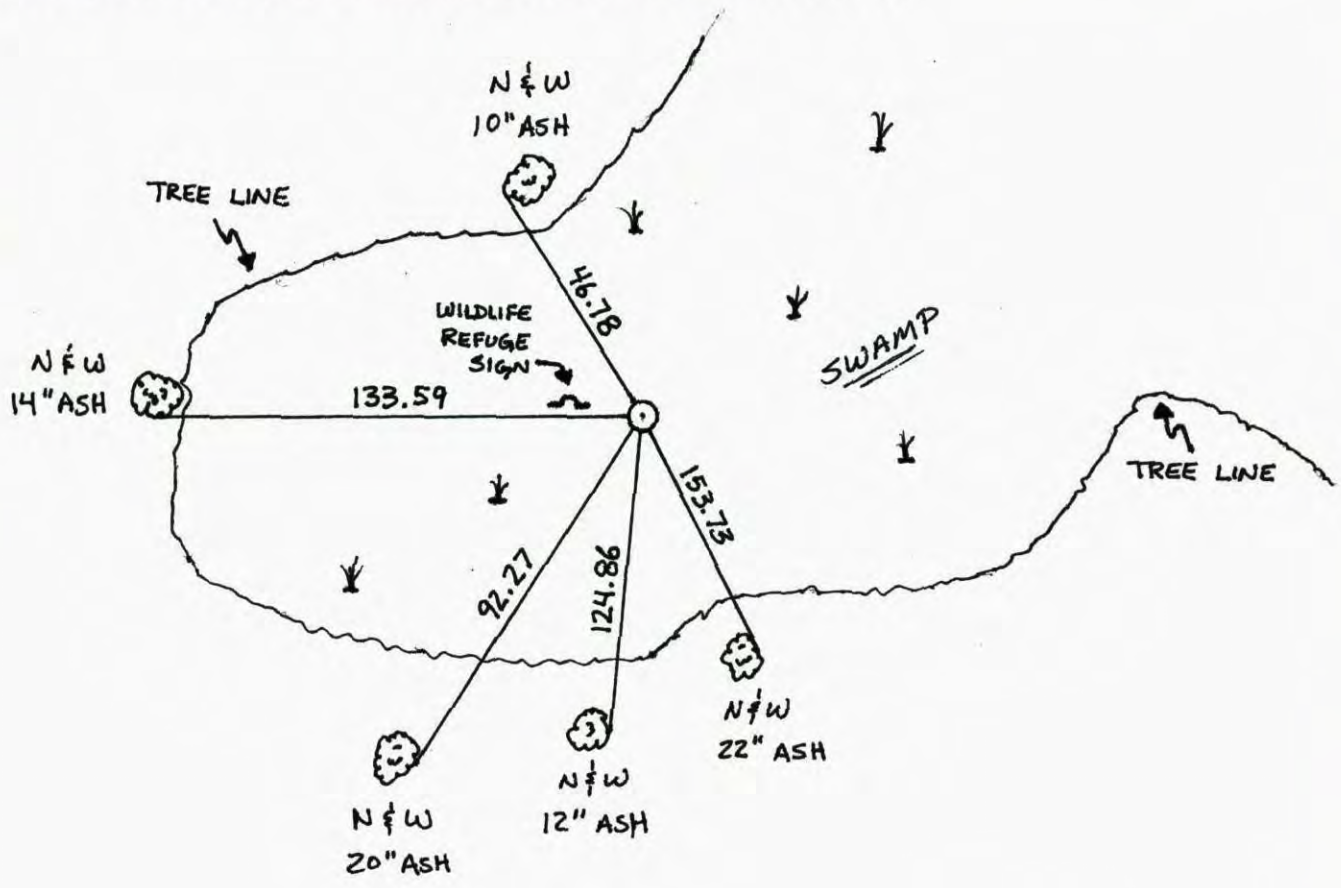 N & W
10" ASH
TREE LINE
46.78
WILDLIFE
REFUGE
SIGN
SWAMP
N & W
14" ASH
133.59
TREE LINE
153.73
92.27
124.86
N & W
22" ASH
N & W
12" ASH
N & W
20" ASH